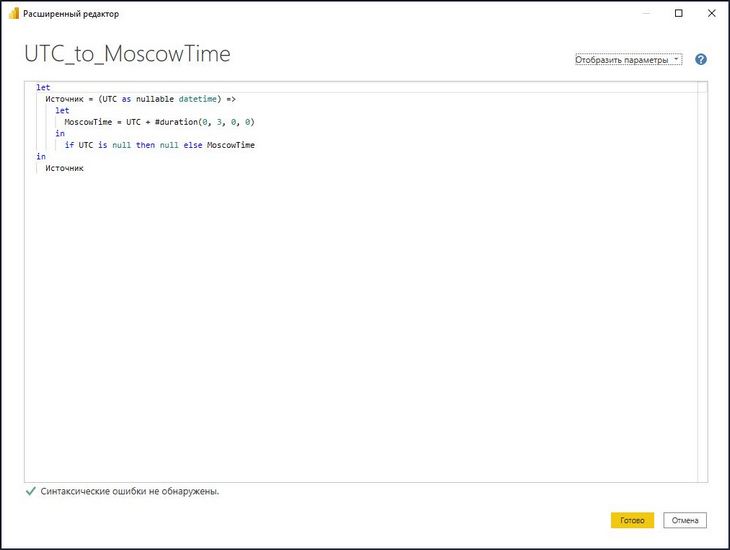 Расширенный редактор
UTC_to_MoscowTime
Отобразить параметры
?
let
Источник = (UTC as nullable datetime) =>
let
MoscowTime = UTC + #duration(0, 3, 0, 0)
in
if UTC is null then null else MoscowTime
in
Источник
Синтаксические ошибки не обнаружены.
Готово
Отмена